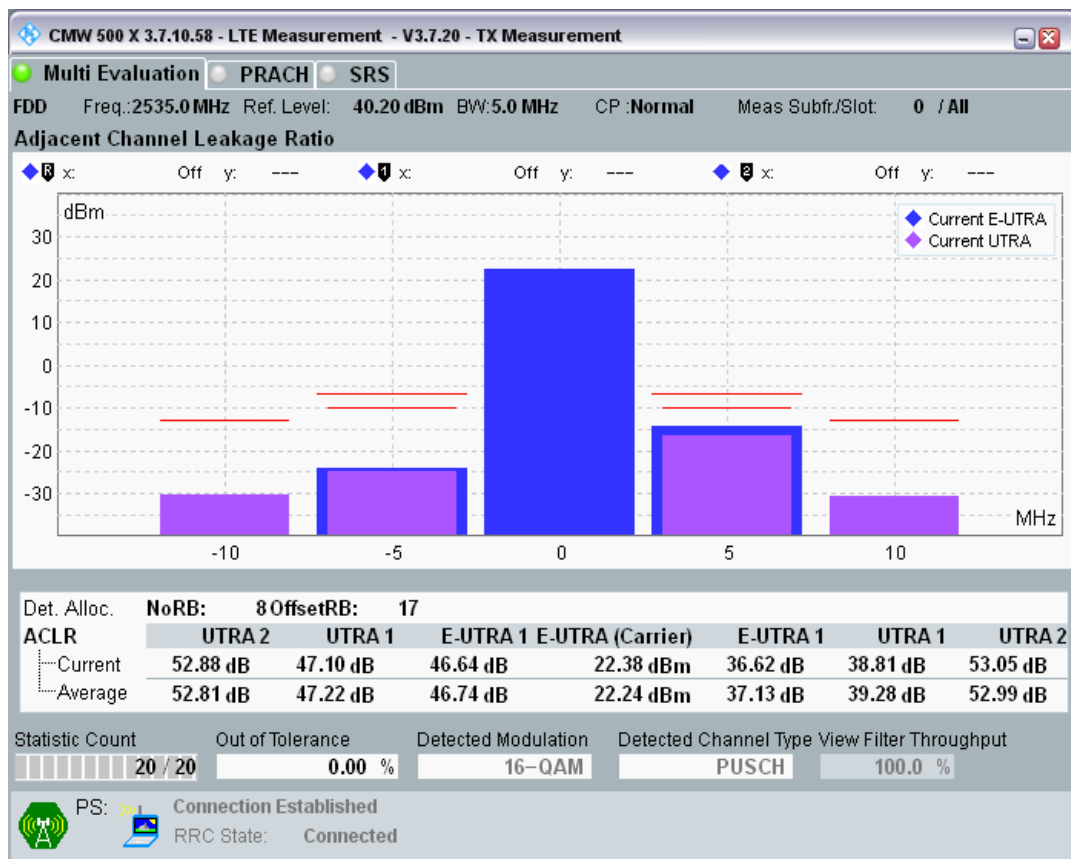 CMW 500 X 3.7.10.58 - LTE Measurement - V3.7.20 - TX Measurement
Multi Evaluation PRACH SRS
FDD Freq.:2535.0 MHz Ref. Level: 40.20 dBm BW:5.0 MHz CP :Normal Meas Subfr./Slot: 0 / All
Adjacent Channel Leakage Ratio
R x: Off y: --- 1 x: Off y: --- 2 x: Off y: ---
dBm
Current E-UTRA
Current UTRA
30
20
10
0
-10
-20
-30
MHz
-10 -5 0 5 10
Det. Alloc. NoRB: 8 OffsetRB: 17
ACLR UTRA 2 UTRA 1 E-UTRA 1 E-UTRA (Carrier) E-UTRA 1 UTRA 1 UTRA 2
Current 52.88 dB 47.10 dB 46.64 dB 22.38 dBm 36.62 dB 38.81 dB 53.05 dB
Average 52.81 dB 47.22 dB 46.74 dB 22.24 dBm 37.13 dB 39.28 dB 52.99 dB
Statistic Count Out of Tolerance Detected Modulation Detected Channel Type View Filter Throughput
20 / 20 0.00 % 16-QAM PUSCH 100.0 %
PS: Connection Established
RRC State: Connected